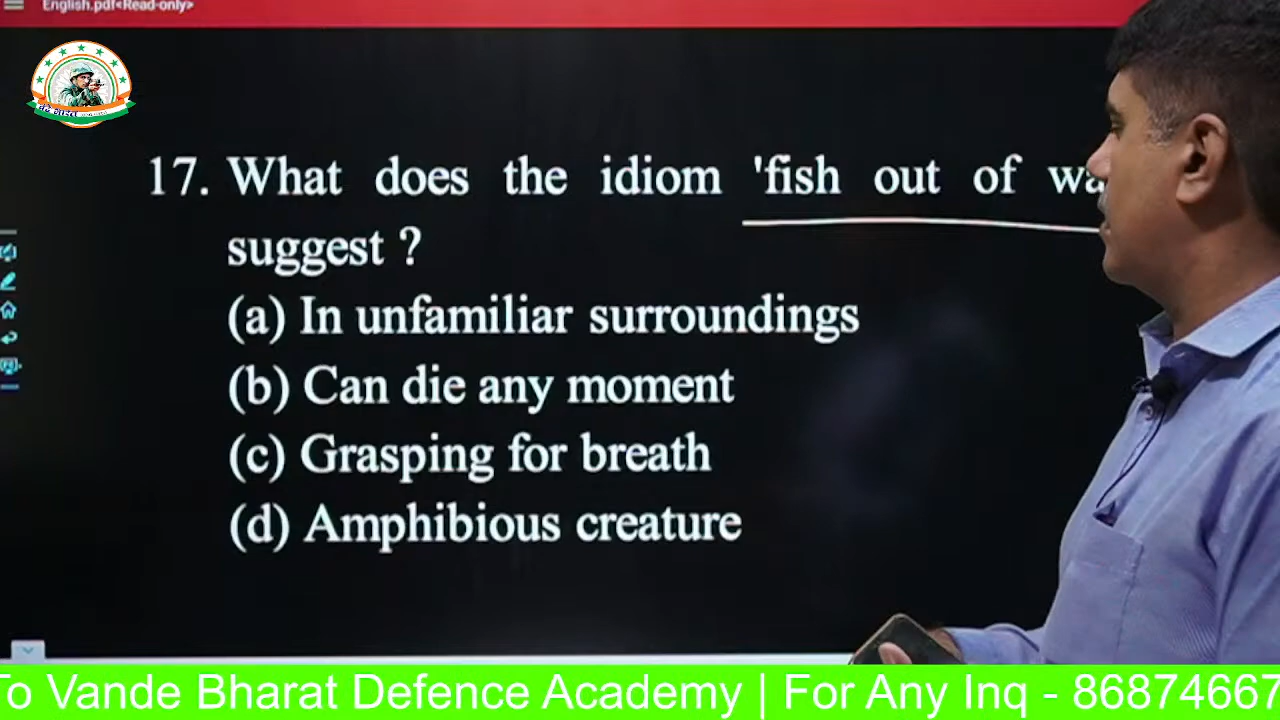 English.pdf<Read-only>
17. What does the idiom 'fish out of
suggest ?
(a) In unfamiliar surroundings
(b) Can die any moment
(c) Grasping for breath
(d) Amphibious creature
To Vande Bharat Defence Academy | For Any Inq - 86874667